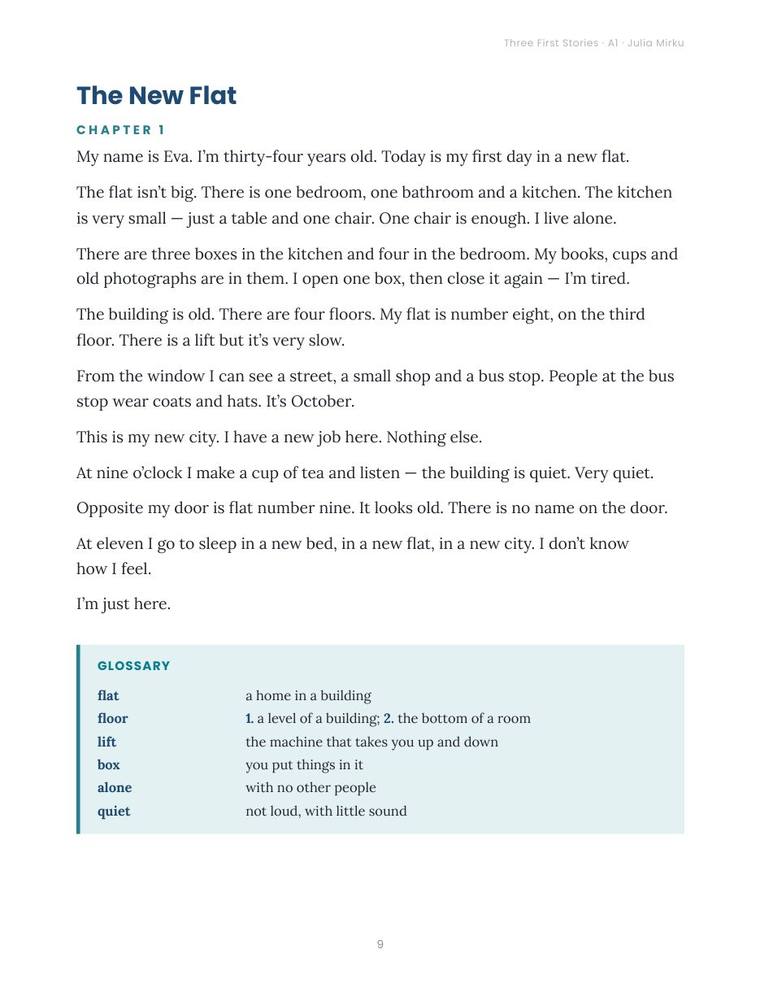 Three First Stories · A1 · Julia Mirku
The New Flat
CHAPTER 1
My name is Eva. I’m thirty-four years old. Today is my first day in a new flat.
The flat isn’t big. There is one bedroom, one bathroom and a kitchen. The kitchen
is very small — just a table and one chair. One chair is enough. I live alone.
There are three boxes in the kitchen and four in the bedroom. My books, cups and
old photographs are in them. I open one box, then close it again — I’m tired.
The building is old. There are four floors. My flat is number eight, on the third
floor. There is a lift but it’s very slow.
From the window I can see a street, a small shop and a bus stop. People at the bus
stop wear coats and hats. It’s October.
This is my new city. I have a new job here. Nothing else.
At nine o’clock I make a cup of tea and listen — the building is quiet. Very quiet.
Opposite my door is flat number nine. It looks old. There is no name on the door.
At eleven I go to sleep in a new bed, in a new flat, in a new city. I don’t know
how I feel.
I’m just here.
GLOSSARY
flat a home in a building
floor 1. a level of a building; 2. the bottom of a room
lift the machine that takes you up and down
box you put things in it
alone with no other people
quiet not loud, with little sound
9